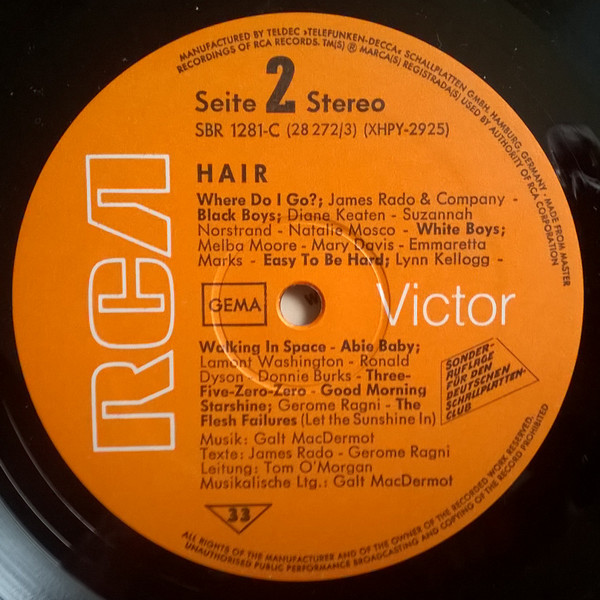 MANUFACTURED BY TELDEC »TELEFUNKEN-DECCA« SCHALLPLATTEN GMBH, HAMBURG, GERMANY, MADE FROM MASTER
RECORDINGS OF RCA RECORDS. TM(S) ® MARCA(S) REGISTRADA(S) USED BY AUTHORITY OF RCA CORPORATION
Seite 2 Stereo
SBR 1281-C (28 272/3) (XHPY-2925)
HAIR
Where Do I Go?; James Rado & Company -
Black Boys; Diane Keaten - Suzannah
Norstrand - Natalie Mosco - White Boys;
Melba Moore - Mary Davis - Emmaretta
Marks - Easy To Be Hard; Lynn Kellogg -
RCA
GEMA
Victor
Walking In Space - Abie Baby;
Lamont Washington - Ronald
Dyson - Donnie Burks - Three-
Five-Zero-Zero - Good Morning
Starshine; Gerome Ragni - The
Flesh Failures (Let the Sunshine In)
SONDER-
AUFLAGE
FÜR DEN
DEUTSCHEN
SCHALLPLATTEN-
CLUB
Musik: Galt MacDermot
Texte: James Rado - Gerome Ragni
Leitung: Tom O'Morgan
Musikalische Ltg.: Galt MacDermot
33
ALL RIGHTS OF THE MANUFACTURER AND OF THE OWNER OF THE RECORDED WORK RESERVED.
UNAUTHORISED PUBLIC PERFORMANCE BROADCASTING AND COPYING OF THE RECORD PROHIBITED